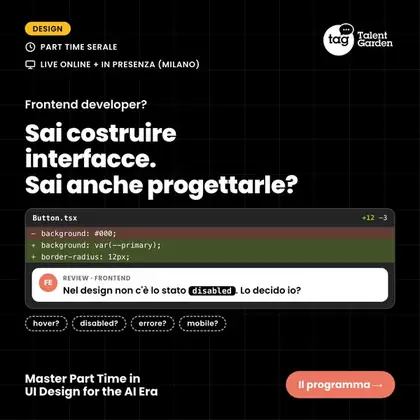 DESIGN
PART TIME SERALE
LIVE ONLINE + IN PRESENZA (MILANO)
tag
Talent
Garden
Frontend developer?
Sai costruire
interfacce.
Sai anche progettarle?
Button.tsx
+12 −3
− background: #000;
+ background: var(--primary);
+ border-radius: 12px;
FE
REVIEW · FRONTEND
Nel design non c'è lo stato disabled. Lo decido io?
hover?
disabled?
errore?
mobile?
Master Part Time in
UI Design for the AI Era
Il programma →